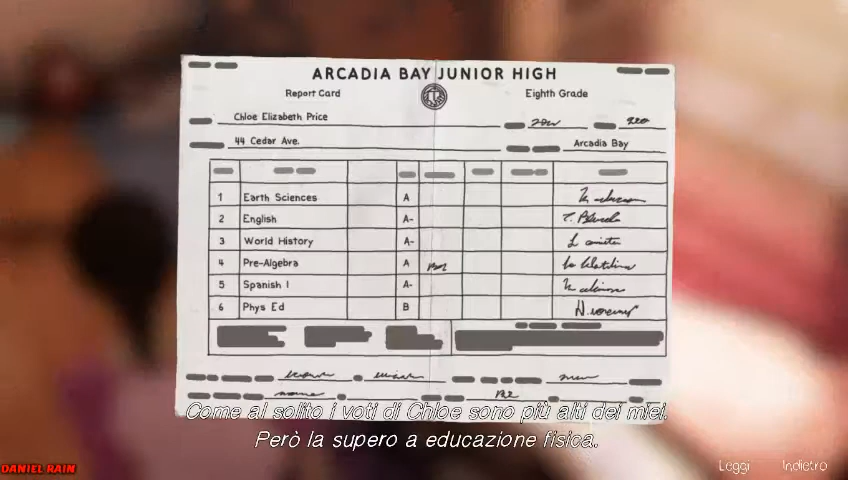 ARCADIA BAY JUNIOR HIGH
Report Card
Eighth Grade
Chloe Elizabeth Price
44 Cedar Ave.
Arcadia Bay
1 Earth Sciences A
2 English A-
3 World History A-
4 Pre-Algebra A
5 Spanish I A-
6 Phys Ed B
Come al solito i voti di Chloe sono più alti dei miei.
Però la supero a educazione fisica.
DANIEL RAIN
Leggi
Indietro